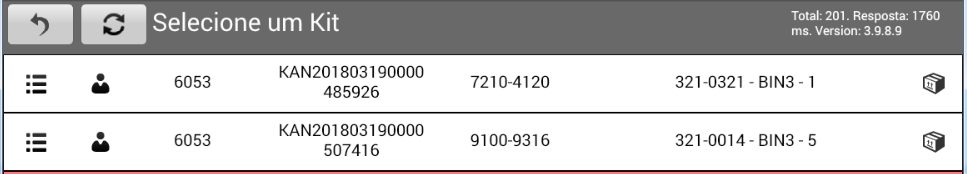 Selecione um Kit
Total: 201. Resposta: 1760
ms. Version: 3.9.8.9
6053
KAN201803190000
485926
7210-4120
321-0321 - BIN3 - 1
6053
KAN201803190000
507416
9100-9316
321-0014 - BIN3 - 5